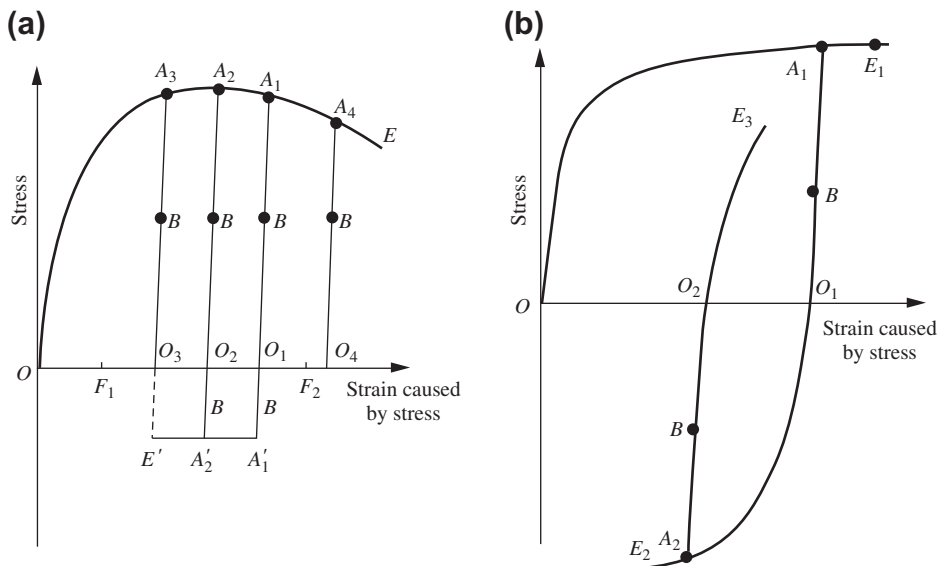 (a)
A3 A2 A1
A4
E
Stress
B B B B
O O3 O2 O1 O4
F1 F2 Strain caused
by stress
B B
E′ A′2 A′1
(b)
A1 E1
E3
Stress
B
O O2 O1
Strain caused
by stress
B
E2 A2